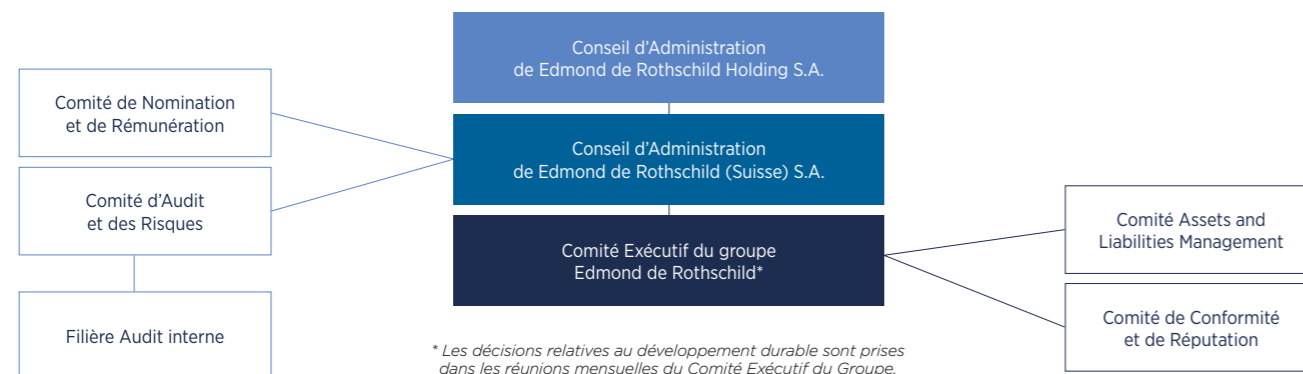 Conseil d'Administration
de Edmond de Rothschild Holding S.A.
Comité de Nomination
et de Rémunération
Conseil d'Administration
de Edmond de Rothschild (Suisse) S.A.
Comité d'Audit
et des Risques
Comité Exécutif du groupe
Edmond de Rothschild*
Comité Assets and
Liabilities Management
Filière Audit interne
Comité de Conformité
et de Réputation
* Les décisions relatives au développement durable sont prises
dans les réunions mensuelles du Comité Exécutif du Groupe.